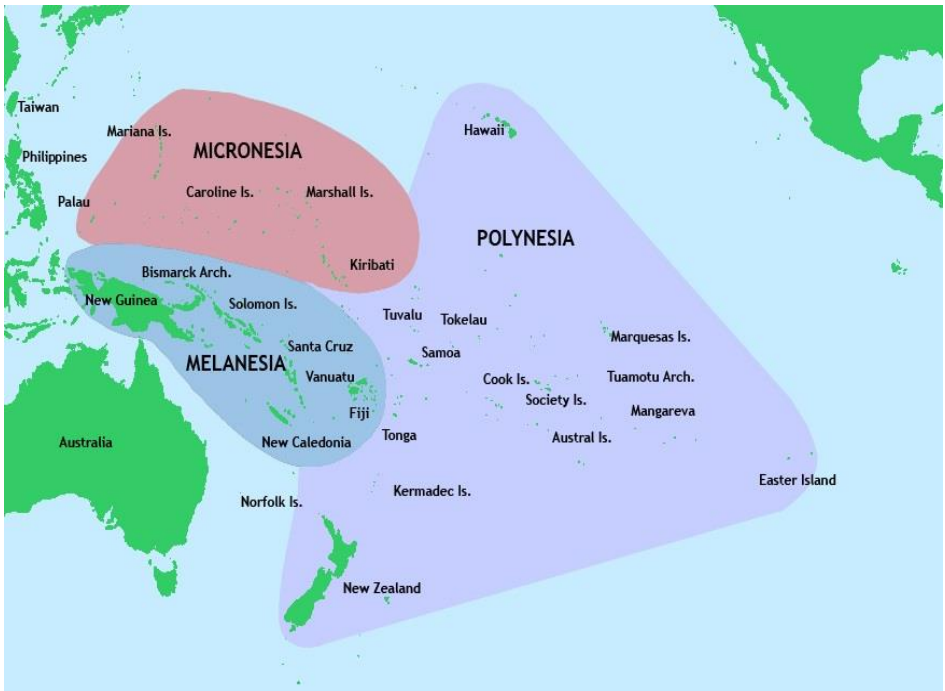 Taiwan
Mariana Is.
Hawaii
MICRONESIA
Philippines
Caroline Is.
Marshall Is.
Palau
POLYNESIA
Kiribati
Bismarck Arch.
New Guinea
Solomon Is.
Tuvalu
Tokelau
Marquesas Is.
Santa Cruz
Samoa
MELANESIA
Vanuatu
Cook Is.
Tuamotu Arch.
Society Is.
Fiji
Mangareva
Tonga
Austral Is.
Australia
New Caledonia
Easter Island
Kermadec Is.
Norfolk Is.
New Zealand